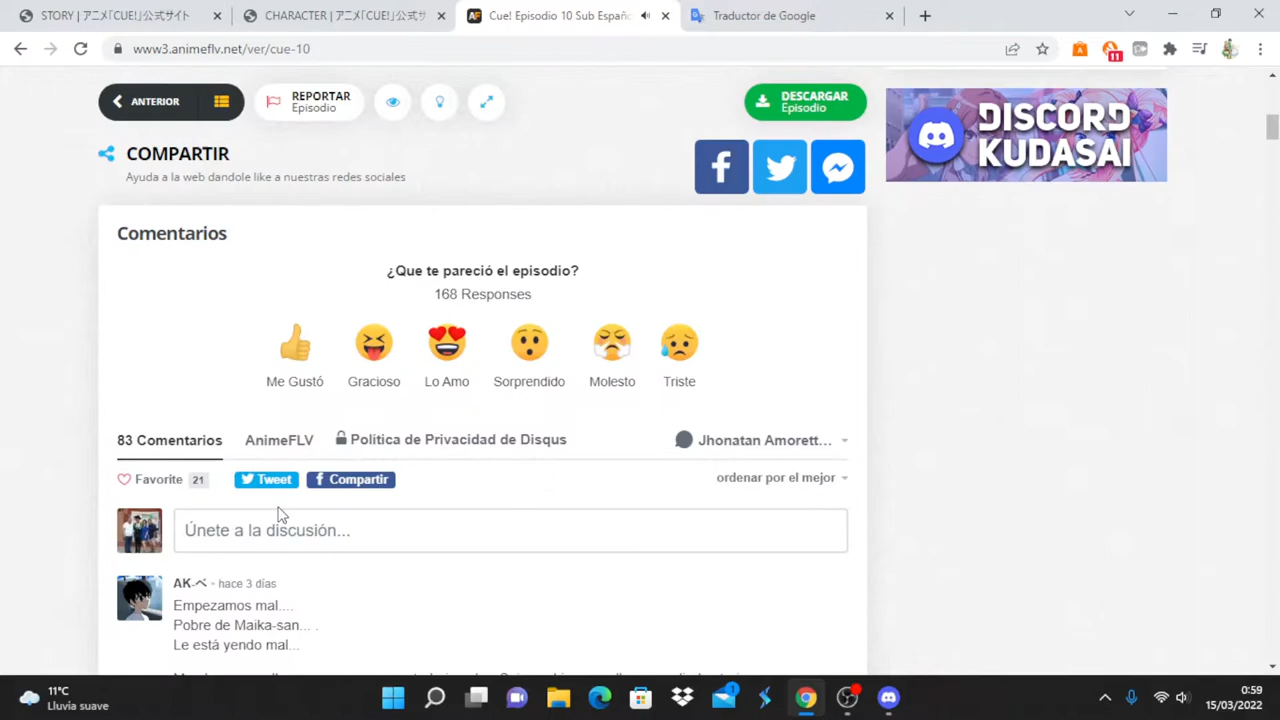 STORY | アニメ「CUE!」公式サイト
CHARACTER | アニメ「CUE!」公式サ
Cue! Episodio 10 Sub Españo
Traductor de Google
www3.animeflv.net/ver/cue-10
11
ANTERIOR
REPORTAR
Episodio
DESCARGAR
Episodio
DISCORD
KUDASAI
COMPARTIR
Ayuda a la web dandole like a nuestras redes sociales
Comentarios
¿Que te pareció el episodio?
168 Responses
Me Gustó
Gracioso
Lo Amo
Sorprendido
Molesto
Triste
83 Comentarios
AnimeFLV
Política de Privacidad de Disqus
Jhonatan Amorett...
Favorite 21
Tweet
Compartir
ordenar por el mejor
Únete a la discusión...
AK-べ • hace 3 días
Empezamos mal....
Pobre de Maika-san... .
Le está yendo mal...
11°C
Lluvia suave
0:59
15/03/2022